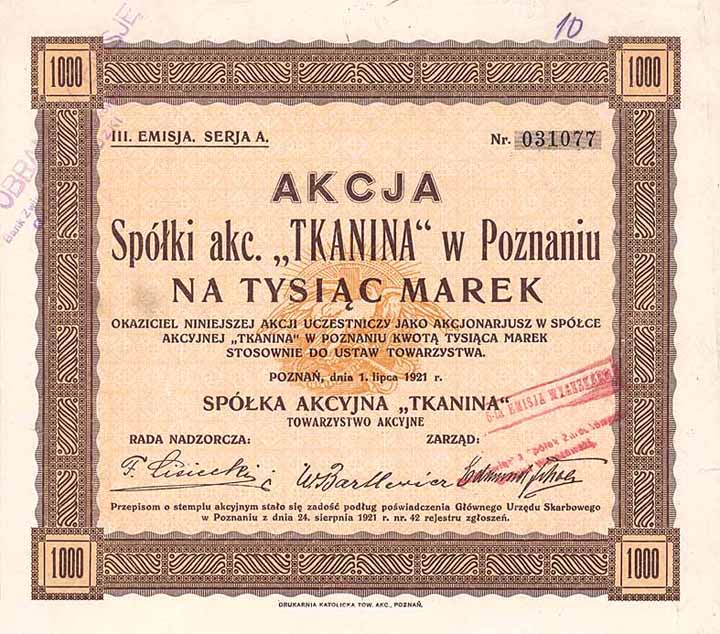 10
1000
1000
III. EMISJA. SERJA A.
Nr. 031077
AKCJA
Spółki akc. „TKANINA“ w Poznaniu
NA TYSIĄC MAREK
OKAZICIEL NINIEJSZEJ AKCJI UCZESTNICZY JAKO AKCJONARJUSZ W SPÓŁCE
AKCYJNEJ „TKANINA“ W POZNANIU KWOTĄ TYSIĄCA MAREK
STOSOWNIE DO USTAW TOWARZYSTWA.
POZNAŃ, dnia 1. lipca 1921 r.
SPÓŁKA AKCYJNA „TKANINA“
TOWARZYSTWO AKCYJNE
RADA NADZORCZA:
ZARZĄD:
Przepisom o stemplu akcyjnym stało się zadość podług poświadczenia Głównego Urzędu Skarbowego
w Poznaniu z dnia 24. sierpnia 1921 r. nr. 42 rejestru zgłoszeń.
1000
1000
DRUKARNIA KATOLICKA TOW. AKC., POZNAŃ.